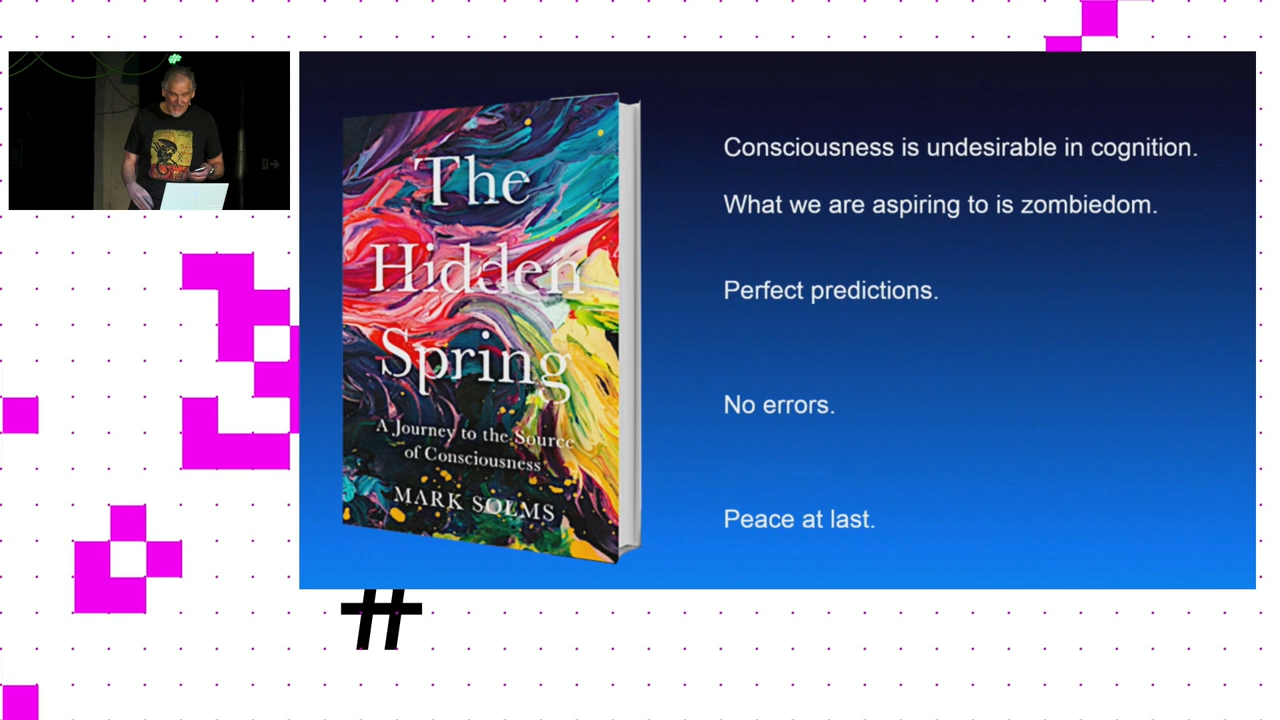 The
Hidden
Spring
A Journey to the Source
of Consciousness
MARK SOLMS
Consciousness is undesirable in cognition.
What we are aspiring to is zombiedom.
Perfect predictions.
No errors.
Peace at last.
#